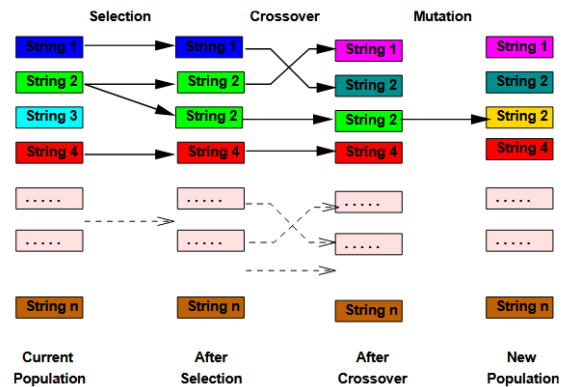 Selection Crossover Mutation
String 1 String 1 String 1 String 1
String 2 String 2 String 2 String 2
String 3 String 2 String 2 String 2
String 4 String 4 String 4 String 4
..... ..... ..... .....
..... ..... ..... .....
String n String n String n String n
Current After After New
Population Selection Crossover Population